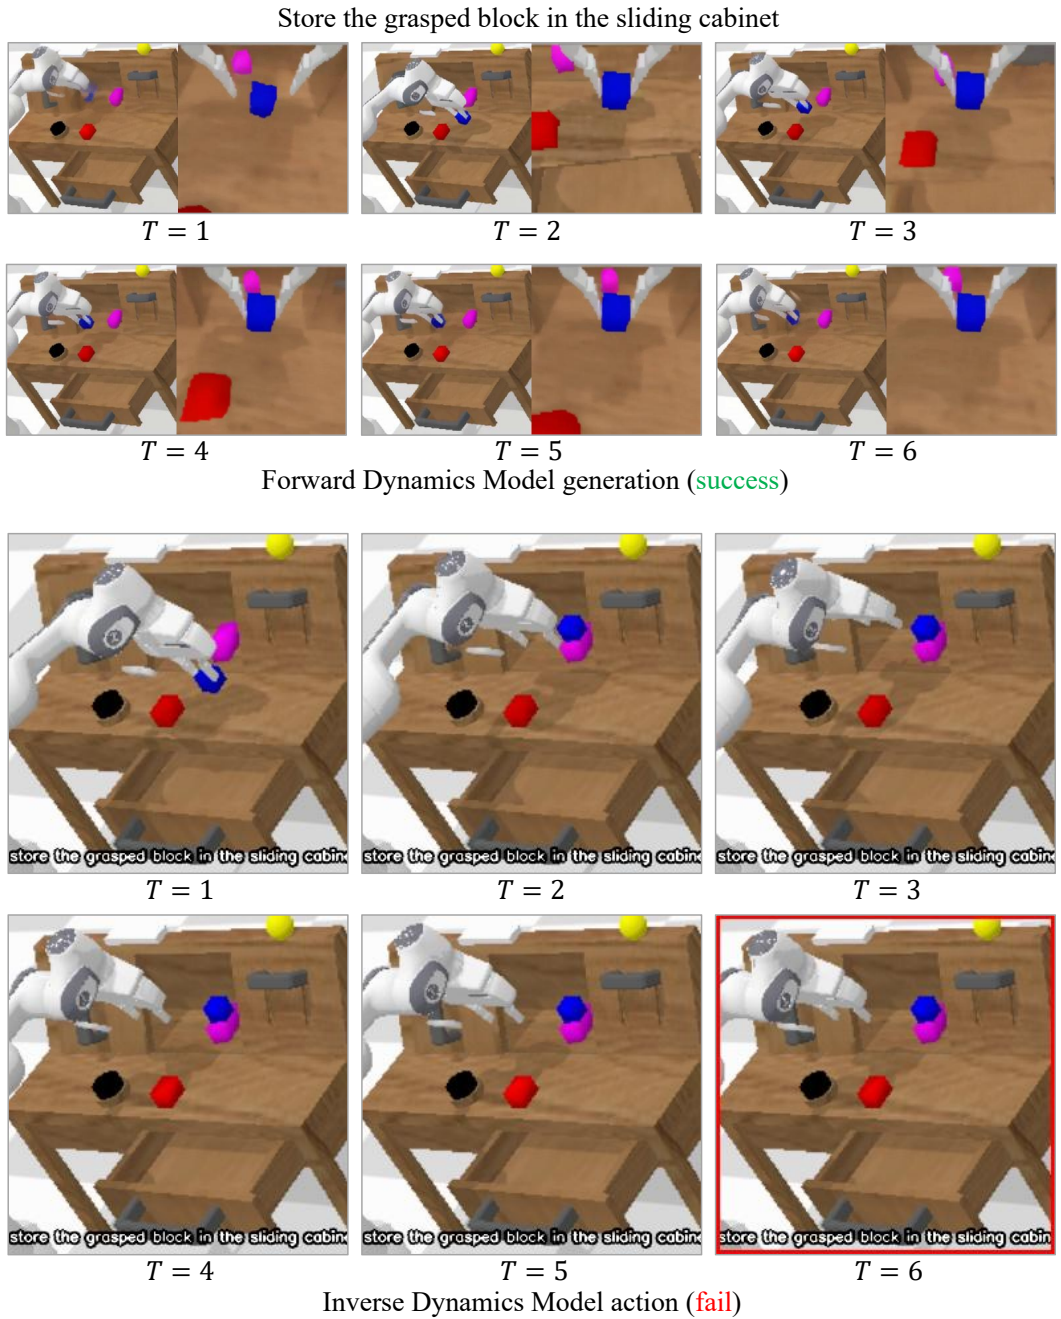 Store the grasped block in the sliding cabinet
T = 1
T = 2
T = 3
T = 4
T = 5
T = 6
Forward Dynamics Model generation (success)
store the grasped block in the sliding cabin
store the grasped block in the sliding cabin
store the grasped block in the sliding cabin
T = 1
T = 2
T = 3
store the grasped block in the sliding cabin
store the grasped block in the sliding cabin
store the grasped block in the sliding cabin
T = 4
T = 5
T = 6
Inverse Dynamics Model action (fail)